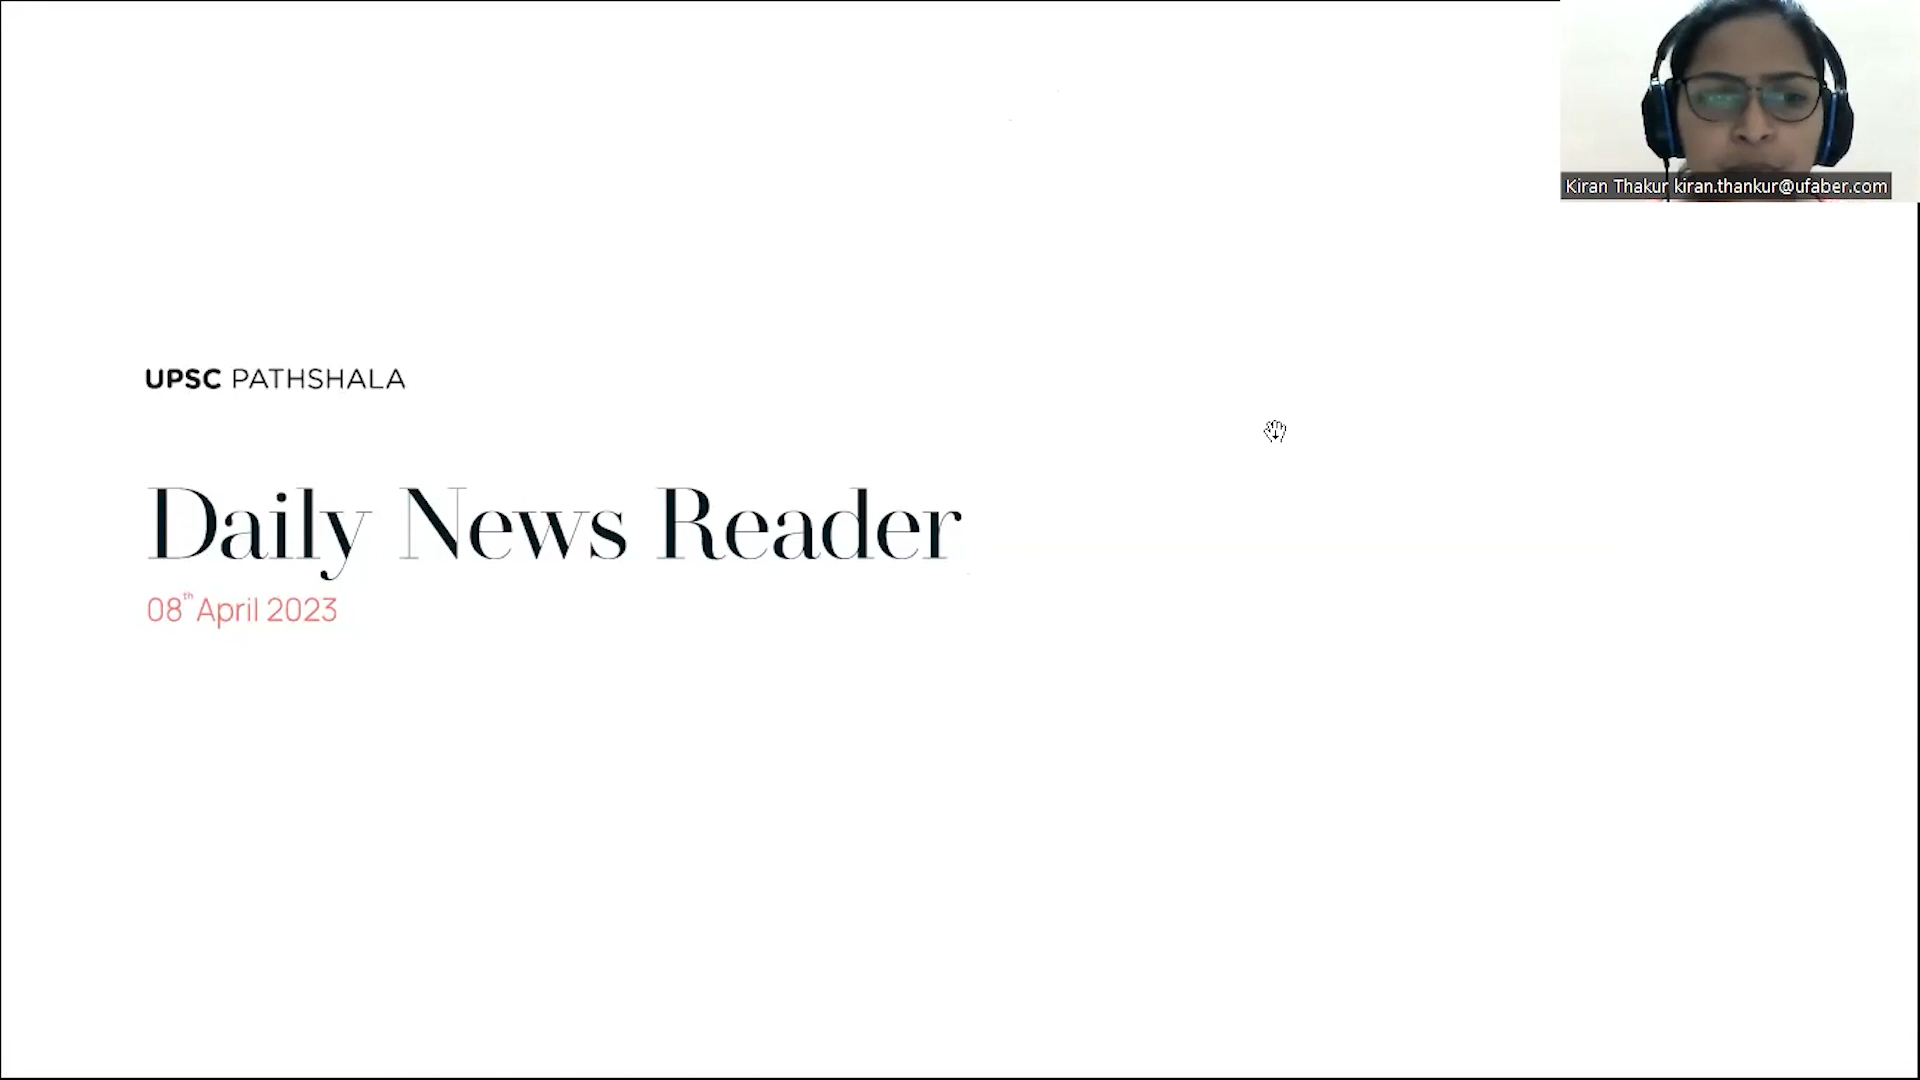 Kiran Thakur kiran.thankur@ufaber.com
UPSC PATHSHALA
Daily News Reader
08th April 2023